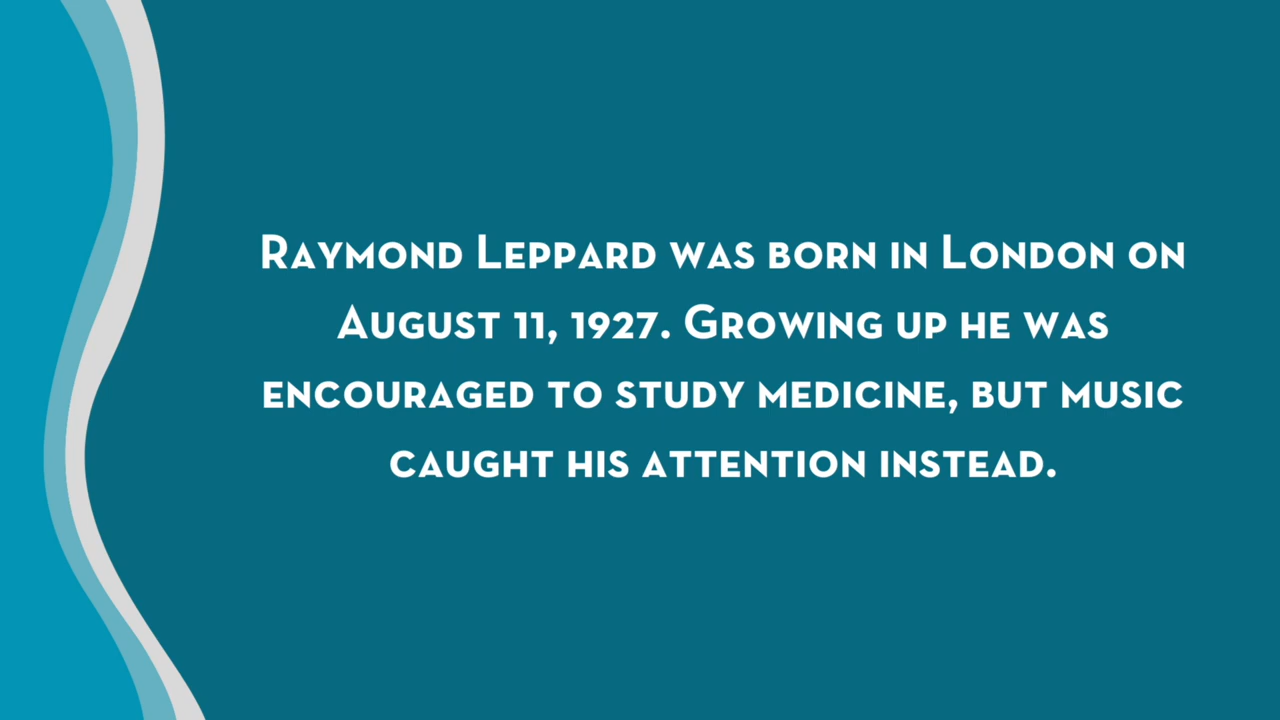 Raymond Leppard was born in London on
August 11, 1927. Growing up he was
encouraged to study medicine, but music
caught his attention instead.